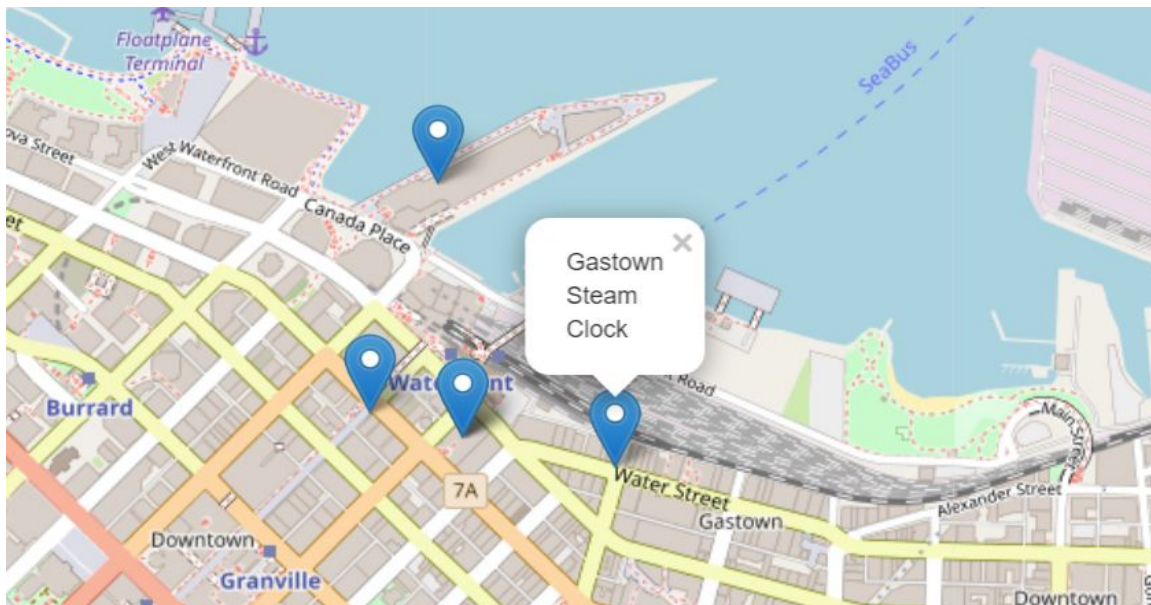 Floatplane
Terminal
SeaBus
ova Street
West Waterfront Road
Canada Place
×
Gastown
Steam
Clock
et
Road
Burrard
Main Street
7A
Water Street
Alexander Street
Gastown
Downtown
Granville
Downtown